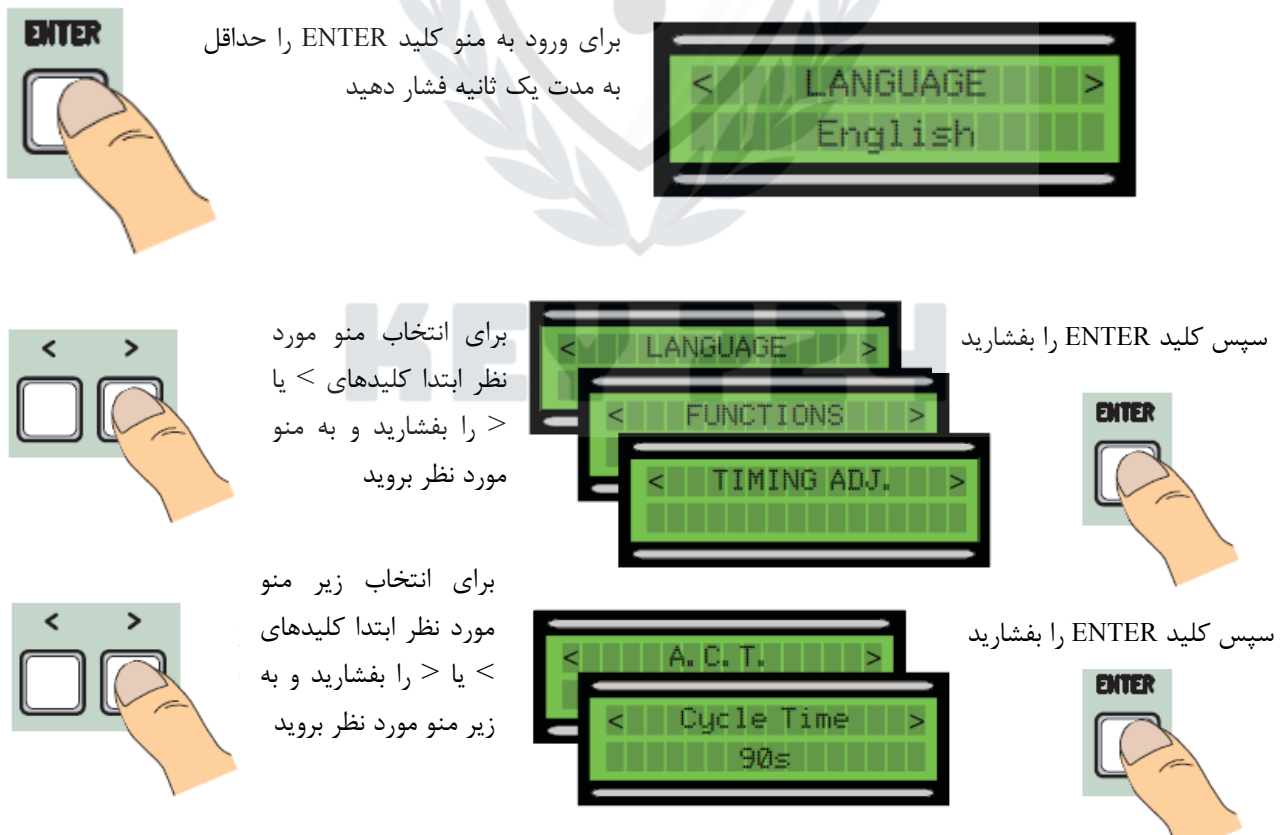 ENTER
برای ورود به منو کلید ENTER را حداقل
به مدت یک ثانیه فشار دهید
< LANGUAGE >
English
KEY724
< >
برای انتخاب منو مورد
نظر ابتدا کلیدهای > یا
< را بفشارید و به منو
مورد نظر بروید
< LANGUAGE >
< FUNCTIONS >
< TIMING ADJ. >
سپس کلید ENTER را بفشارید
ENTER
< >
برای انتخاب زیر منو
مورد نظر ابتدا کلیدهای
> یا < را بفشارید و به
زیر منو مورد نظر بروید
< A.C.T. >
< Cycle Time >
90s
سپس کلید ENTER را بفشارید
ENTER